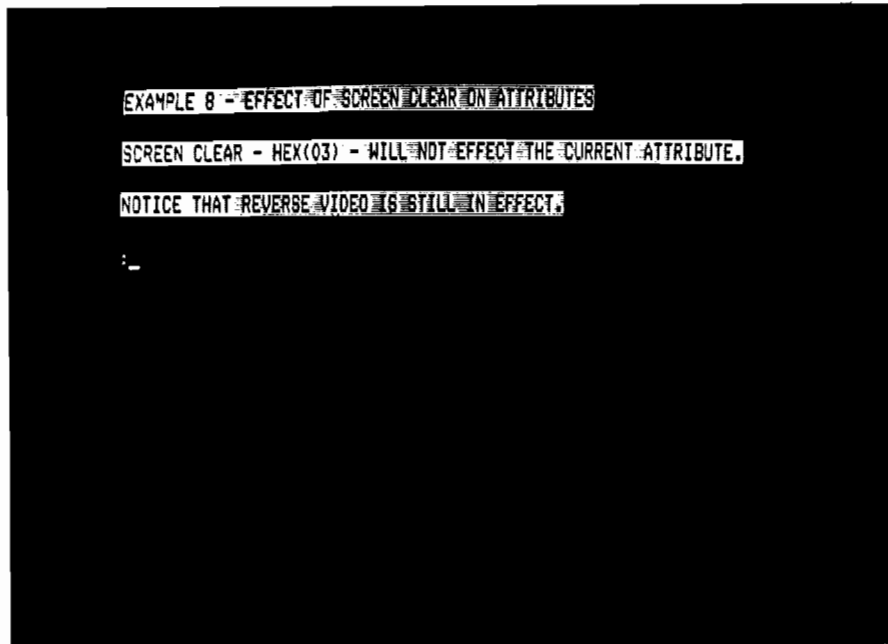 EXAMPLE 8 - EFFECT OF SCREEN CLEAR ON ATTRIBUTES
SCREEN CLEAR - HEX(03) - WILL NOT EFFECT THE CURRENT ATTRIBUTE.
NOTICE THAT REVERSE VIDEO IS STILL IN EFFECT.
:_